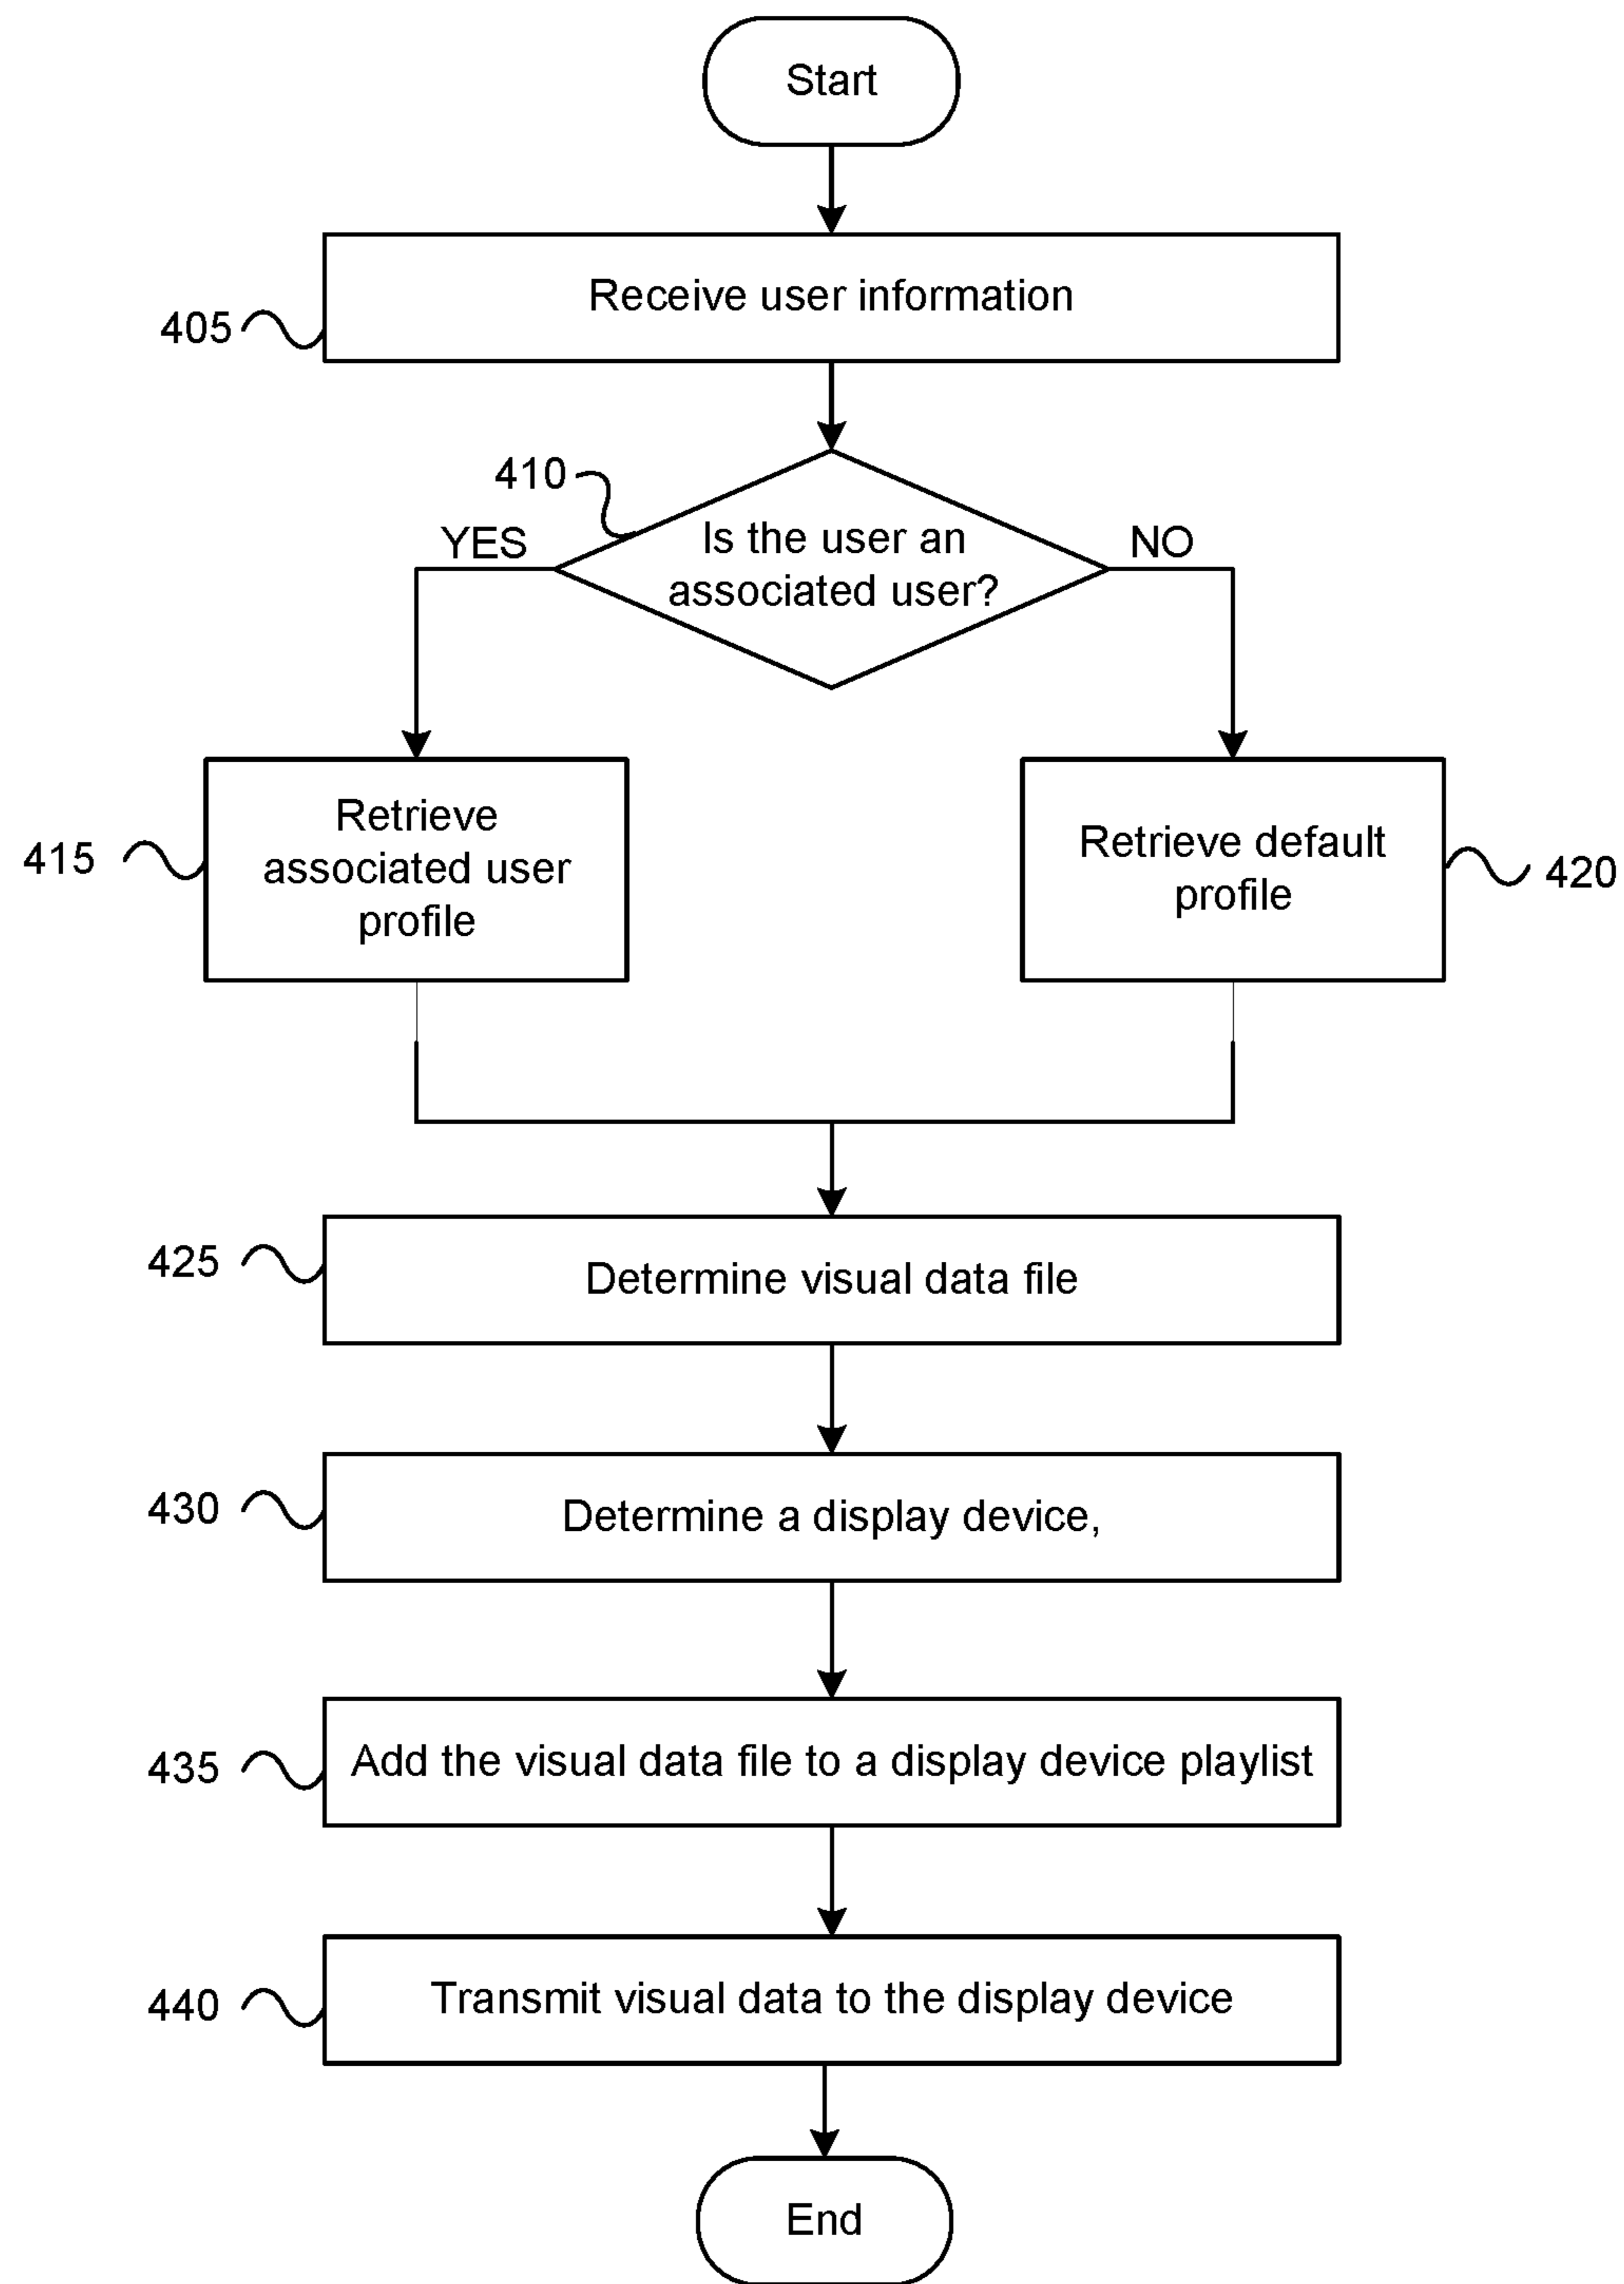 Start
Receive user information
405
410
Is the user an
associated user?
YES
NO
Retrieve
associated user
profile
415
Retrieve default
profile
420
425
Determine visual data file
430
Determine a display device,
435
Add the visual data file to a display device playlist
440
Transmit visual data to the display device
End